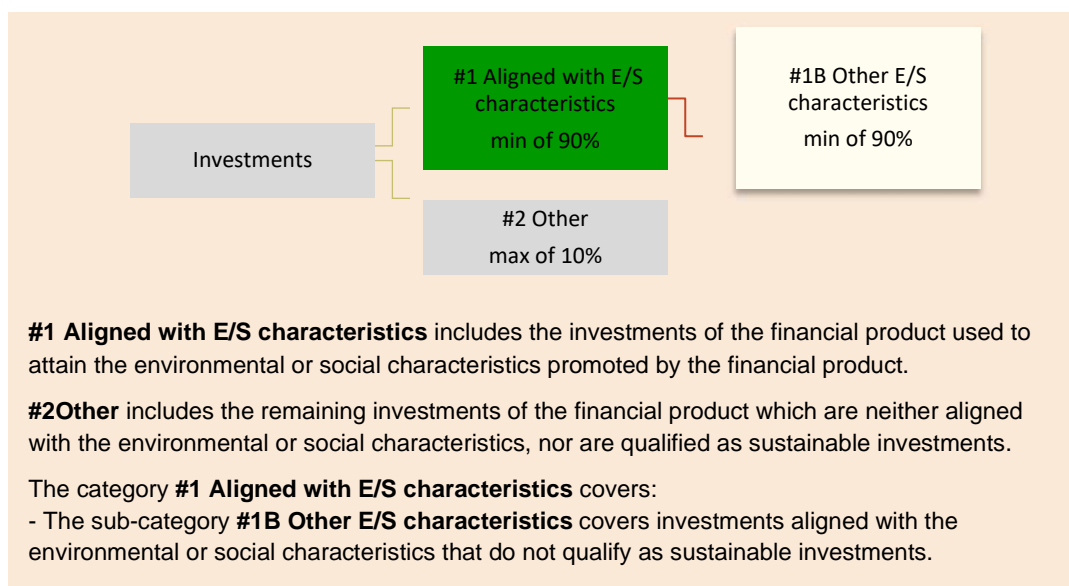 #1 Aligned with E/S
characteristics
min of 90%
#1B Other E/S
characteristics
min of 90%
Investments
#2 Other
max of 10%
#1 Aligned with E/S characteristics includes the investments of the financial product used to
attain the environmental or social characteristics promoted by the financial product.
#2Other includes the remaining investments of the financial product which are neither aligned
with the environmental or social characteristics, nor are qualified as sustainable investments.
The category #1 Aligned with E/S characteristics covers:
- The sub-category #1B Other E/S characteristics covers investments aligned with the
environmental or social characteristics that do not qualify as sustainable investments.